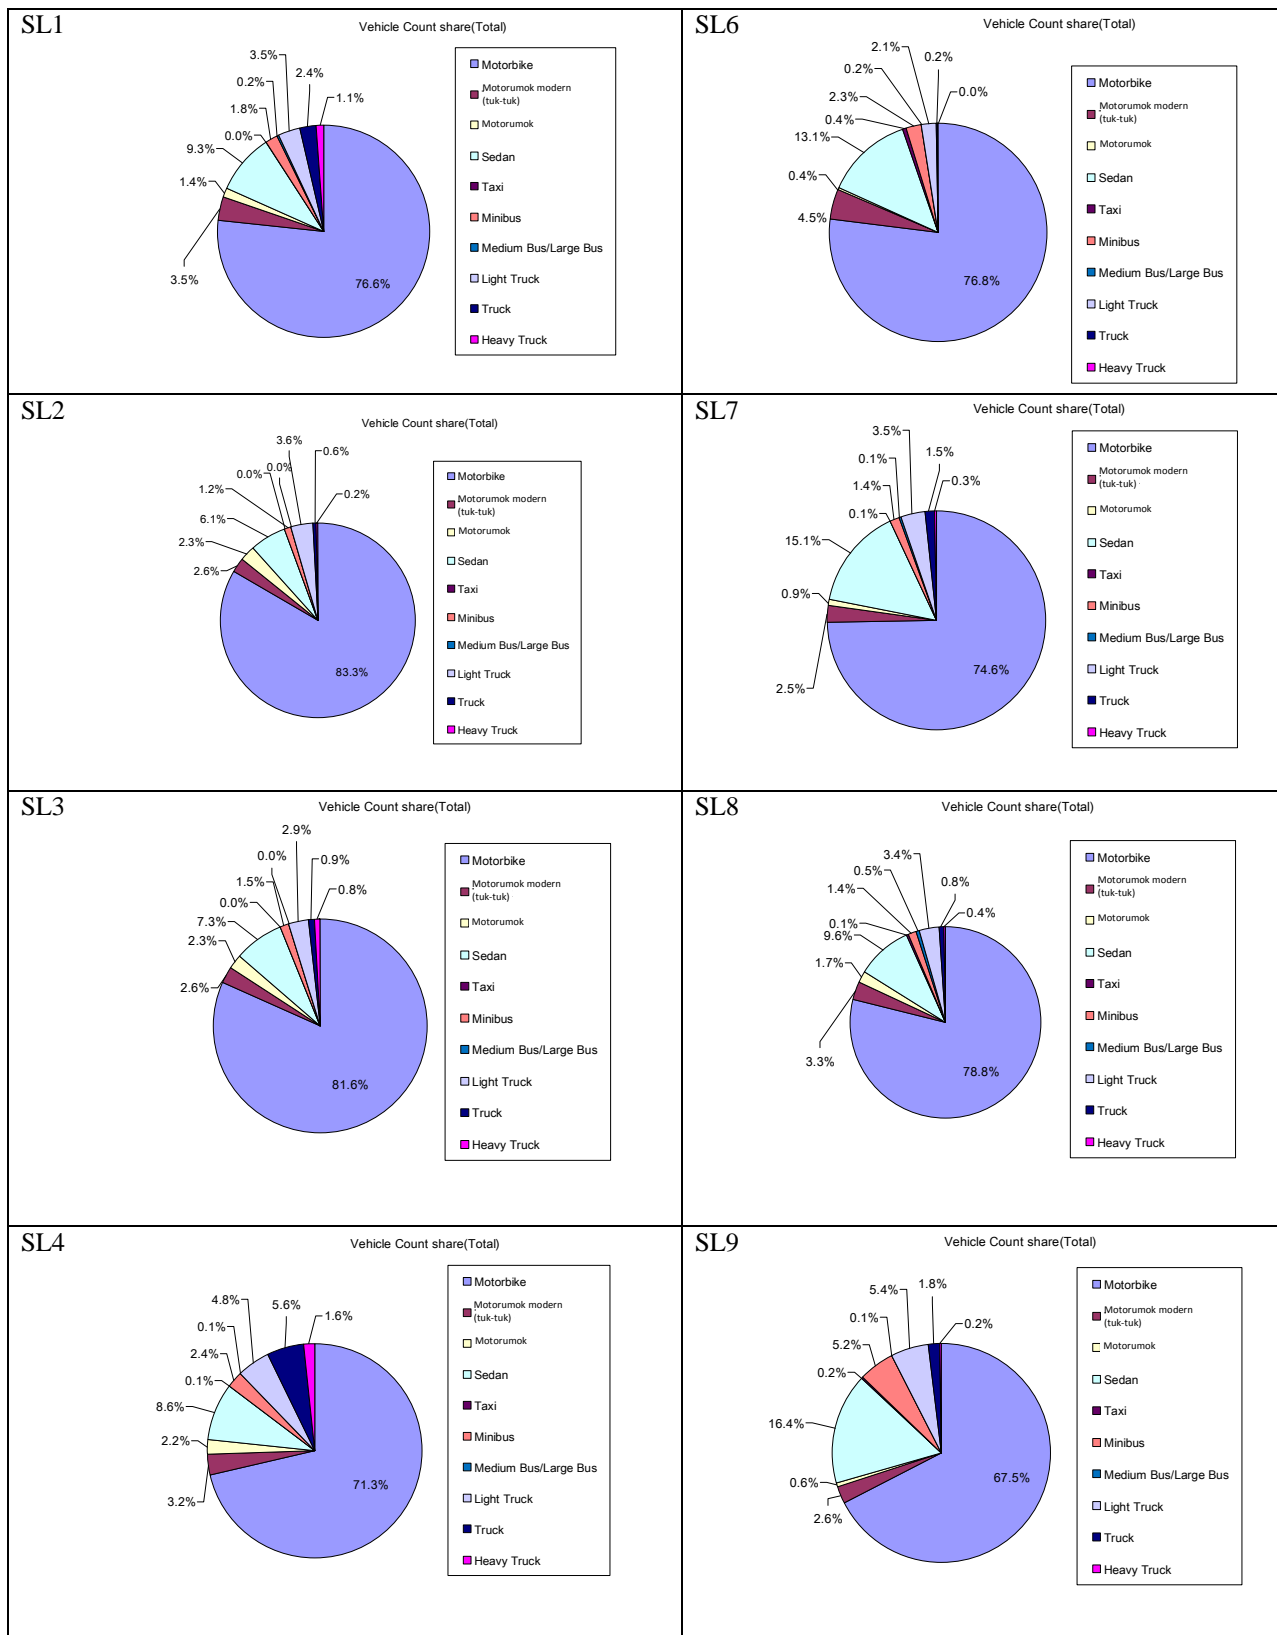 SL1
Vehicle Count share(Total)
3.5%
0.2%
2.4%
1.8%
1.1%
0.0%
9.3%
1.4%
3.5%
76.6%
Motorbike
Motorumok modern
(tuk-tuk)
Motorumok
Sedan
Taxi
Minibus
Medium Bus/Large Bus
Light Truck
Truck
Heavy Truck
SL6
Vehicle Count share(Total)
2.1%
0.2%
0.2%
0.0%
2.3%
0.4%
13.1%
0.4%
4.5%
76.8%
Motorbike
Motorumok modern
(tuk-tuk)
Motorumok
Sedan
Taxi
Minibus
Medium Bus/Large Bus
Light Truck
Truck
Heavy Truck
SL2
Vehicle Count share(Total)
3.6%
0.6%
0.0%
0.0%
0.2%
1.2%
6.1%
2.3%
2.6%
83.3%
Motorbike
Motorumok modern
(tuk-tuk)
Motorumok
Sedan
Taxi
Minibus
Medium Bus/Large Bus
Light Truck
Truck
Heavy Truck
SL7
Vehicle Count share(Total)
3.5%
1.5%
0.1%
0.3%
1.4%
0.1%
15.1%
0.9%
2.5%
74.6%
Motorbike
Motorumok modern
(tuk-tuk)
Motorumok
Sedan
Taxi
Minibus
Medium Bus/Large Bus
Light Truck
Truck
Heavy Truck
SL3
Vehicle Count share(Total)
2.9%
0.0%
0.9%
1.5%
0.8%
0.0%
7.3%
2.3%
2.6%
81.6%
Motorbike
Motorumok modern
(tuk-tuk)
Motorumok
Sedan
Taxi
Minibus
Medium Bus/Large Bus
Light Truck
Truck
Heavy Truck
SL8
Vehicle Count share(Total)
3.4%
0.5%
0.8%
1.4%
0.4%
0.1%
9.6%
1.7%
3.3%
78.8%
Motorbike
Motorumok modern
(tuk-tuk)
Motorumok
Sedan
Taxi
Minibus
Medium Bus/Large Bus
Light Truck
Truck
Heavy Truck
SL4
Vehicle Count share(Total)
4.8%
5.6%
1.6%
0.1%
2.4%
0.1%
8.6%
2.2%
3.2%
71.3%
Motorbike
Motorumok modern
(tuk-tuk)
Motorumok
Sedan
Taxi
Minibus
Medium Bus/Large Bus
Light Truck
Truck
Heavy Truck
SL9
Vehicle Count share(Total)
5.4%
1.8%
0.1%
0.2%
5.2%
0.2%
16.4%
0.6%
2.6%
67.5%
Motorbike
Motorumok modern
(tuk-tuk)
Motorumok
Sedan
Taxi
Minibus
Medium Bus/Large Bus
Light Truck
Truck
Heavy Truck